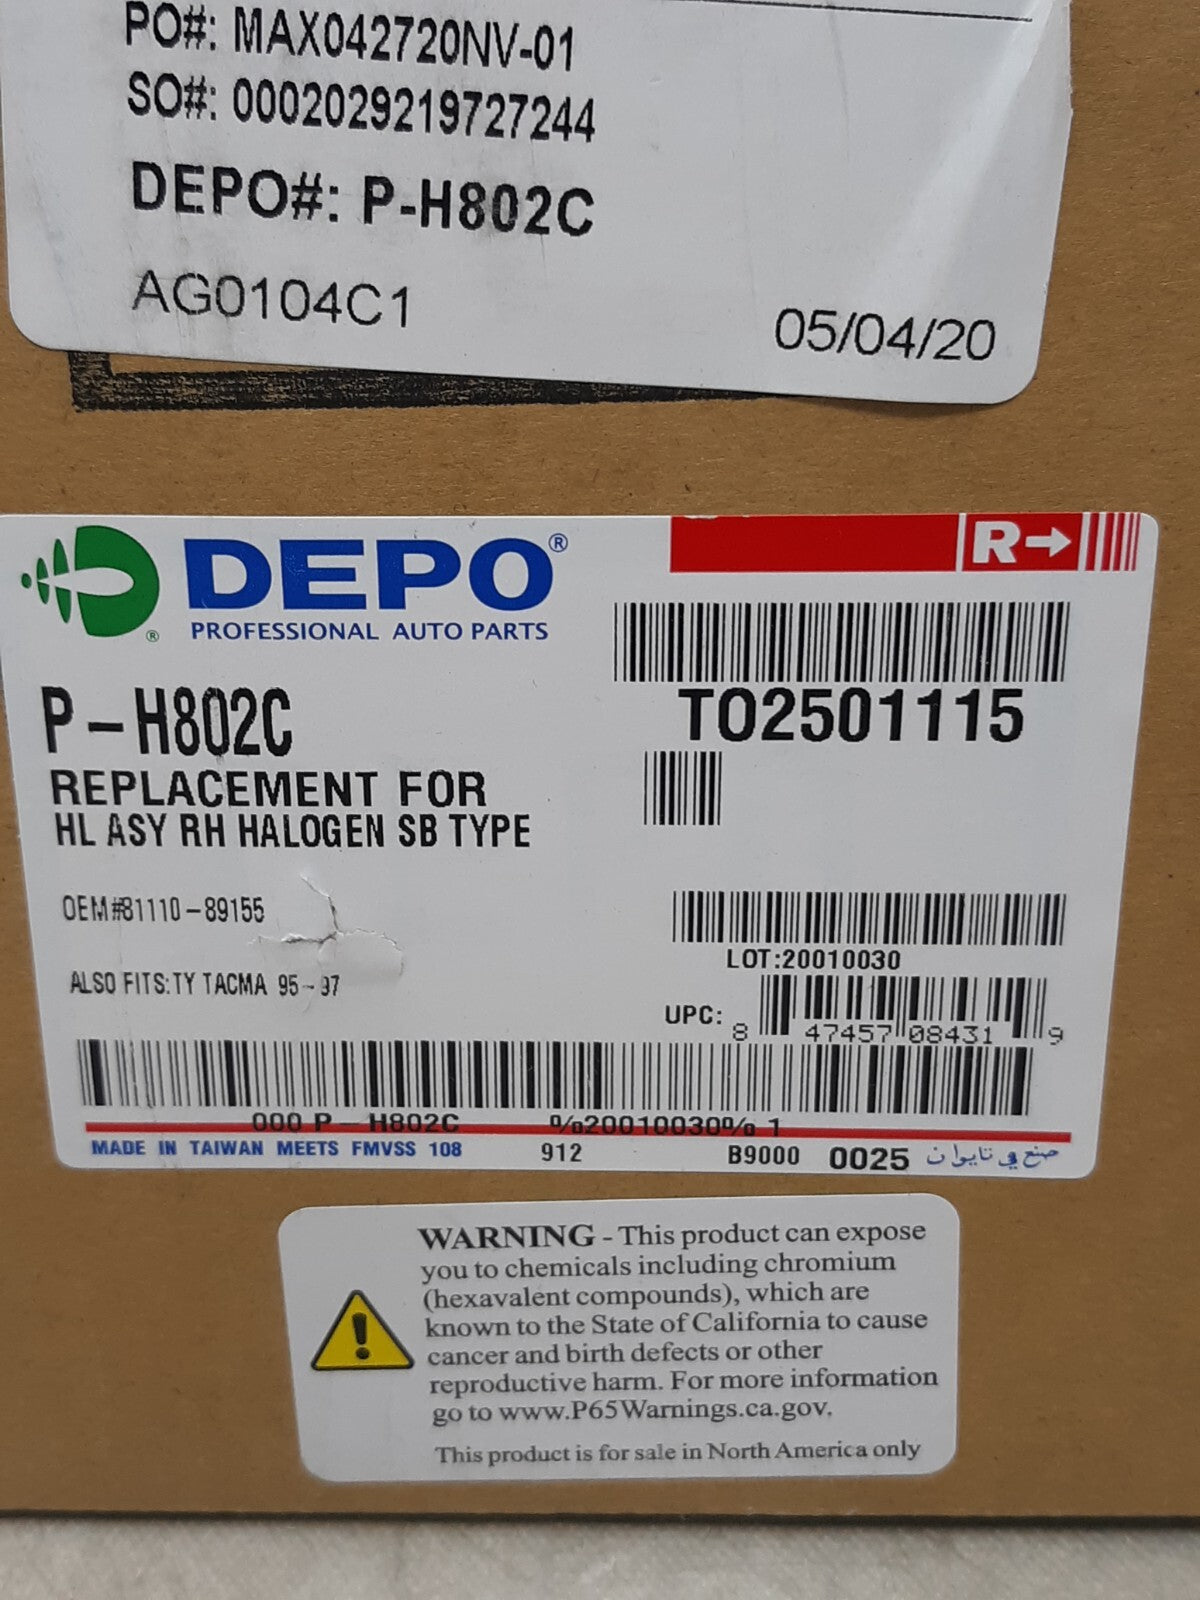 PO#: MAX042720NV-01
SO#: 0002029219727244
DEPO#: P-H802C
AG0104C1
05/04/20
DEPO®
®
PROFESSIONAL AUTO PARTS
R→
P-H802C
TO2501115
REPLACEMENT FOR
HL ASY RH HALOGEN SB TYPE
OEM#81110-89155
LOT:20010030
ALSO FITS:TY TACMA 95~97
UPC: 8 47457 08431 9
000 P-H802C %20010030% 1
MADE IN TAIWAN MEETS FMVSS 108 912 B9000 0025 صنع في تايوان
WARNING - This product can expose
you to chemicals including chromium
(hexavalent compounds), which are
known to the State of California to cause
cancer and birth defects or other
reproductive harm. For more information
go to www.P65Warnings.ca.gov.
This product is for sale in North America only